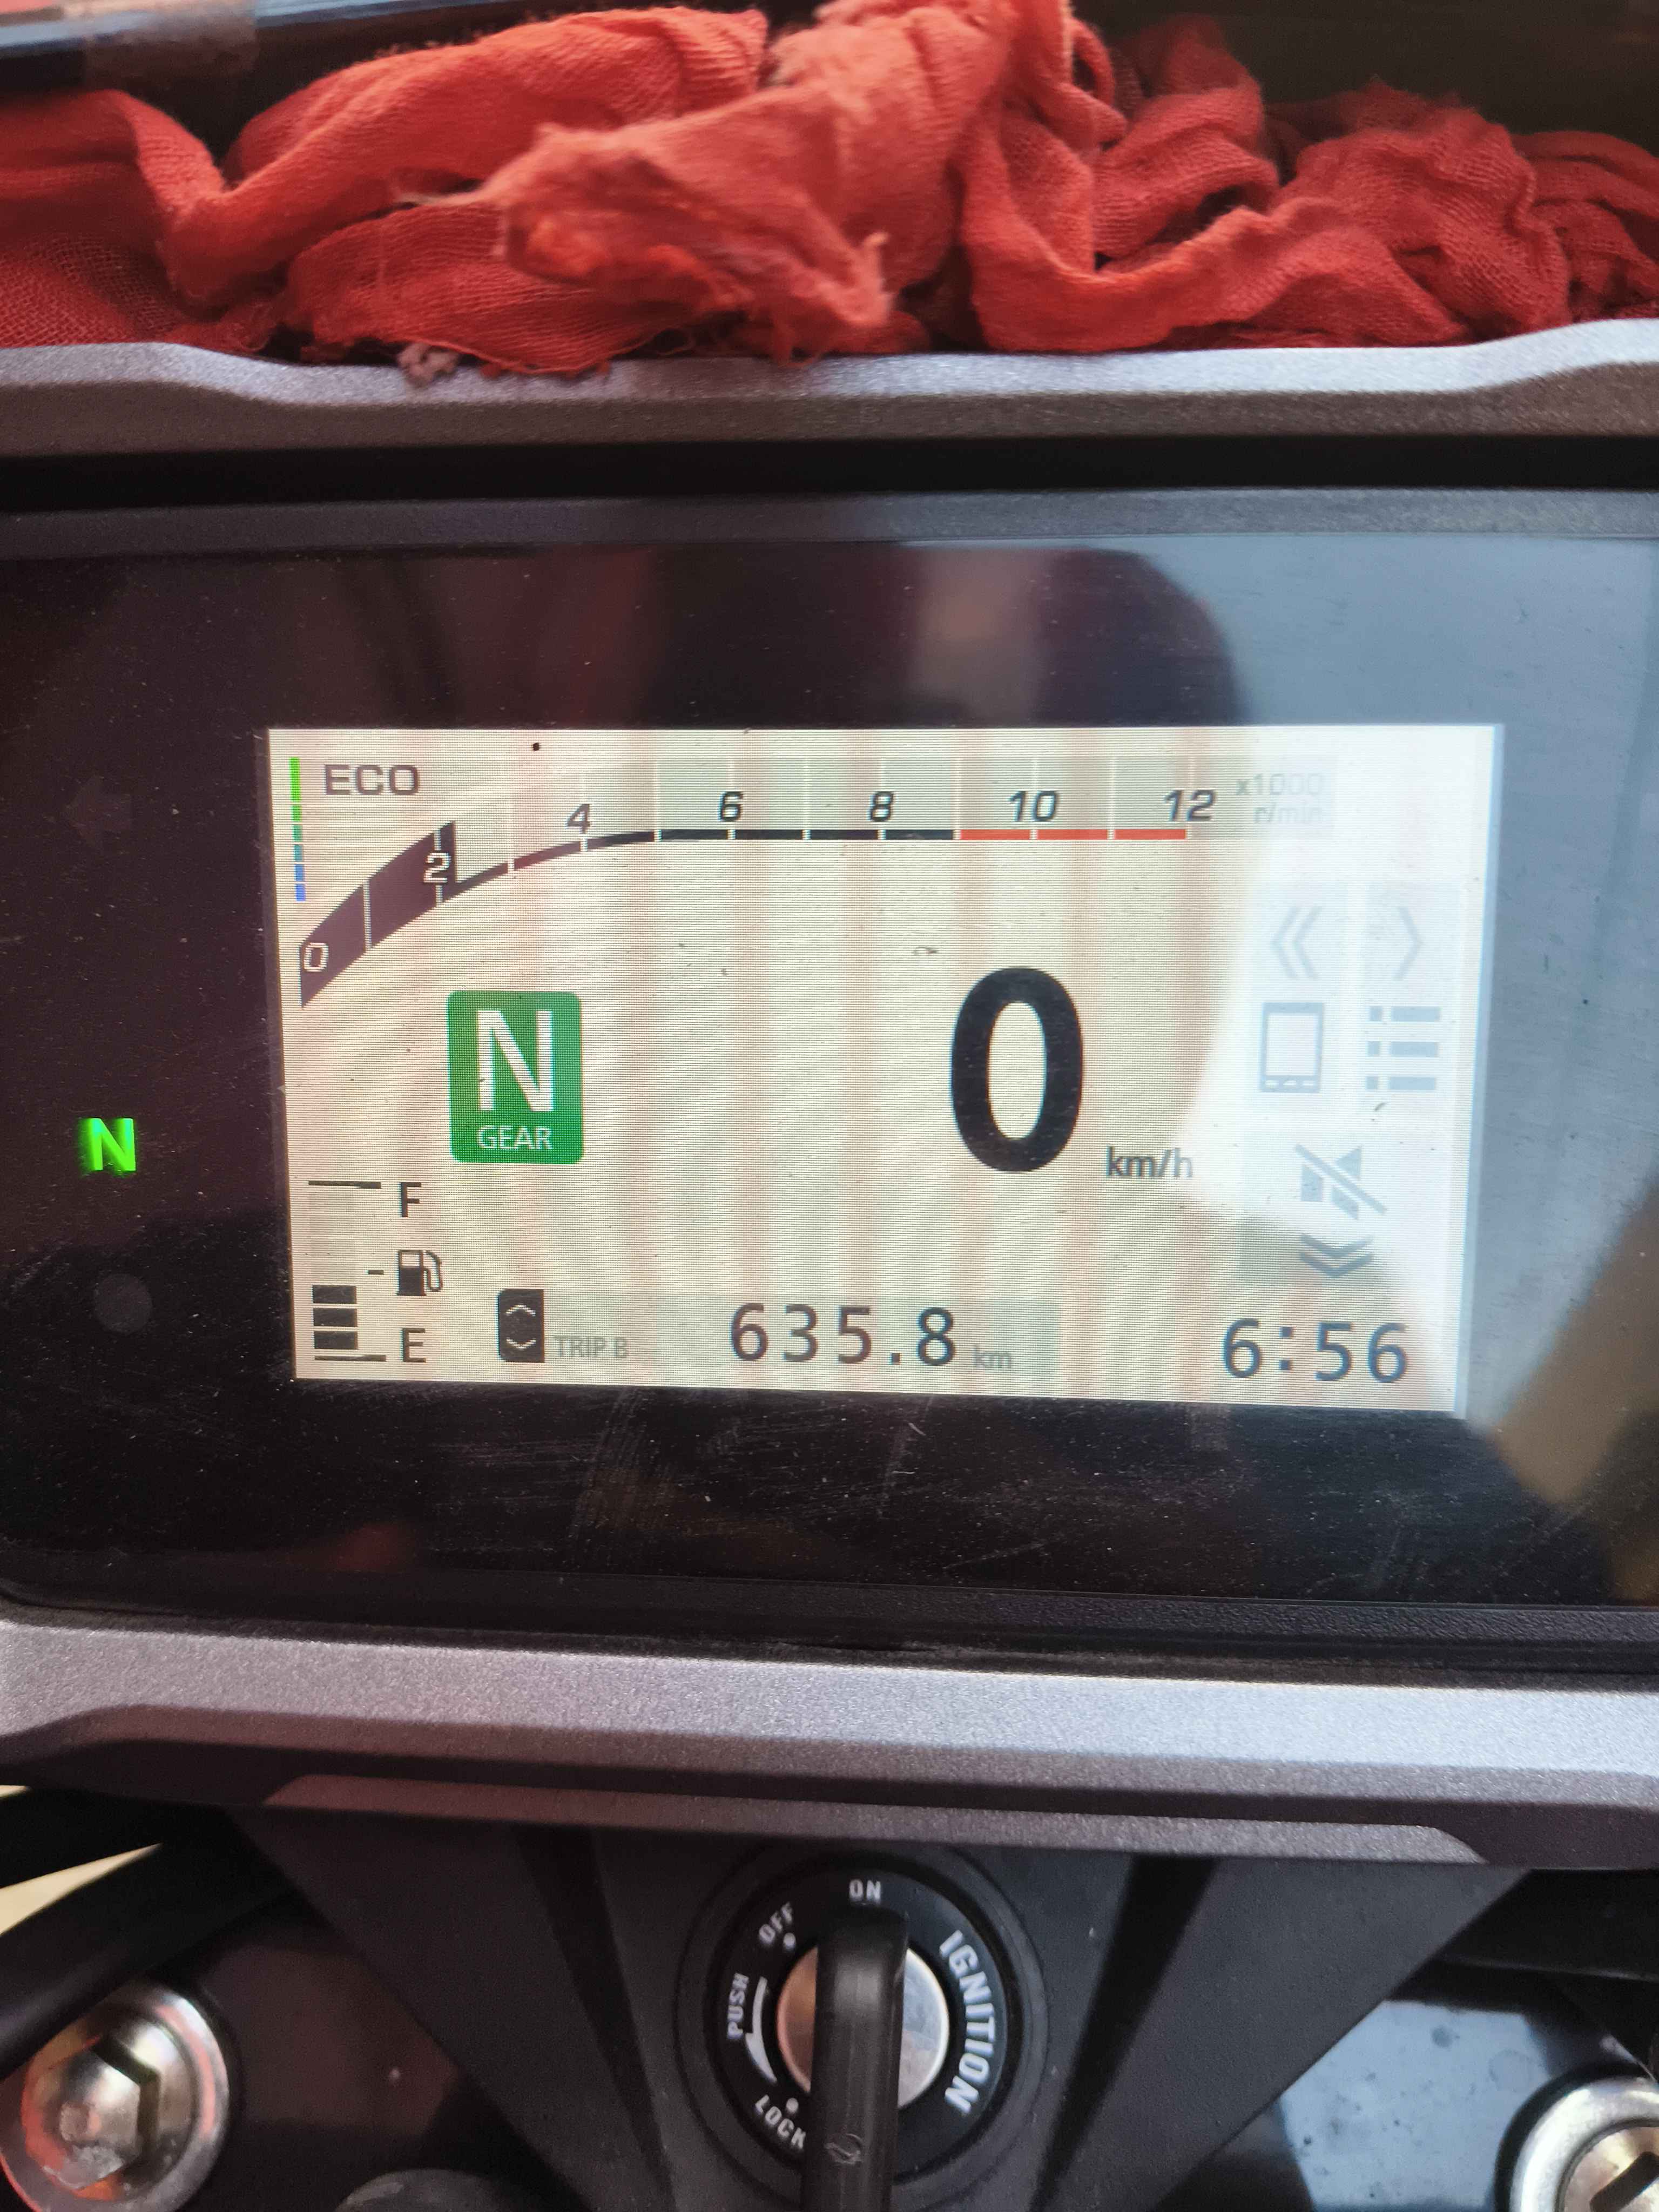 ECO
0 2 4 6 8 10 12 x1000
r/min
N
GEAR
0 km/h
N
F
E
TRIP B 635.8 km
6:56
ON
OFF
PUSH
LOCK
IGNITION